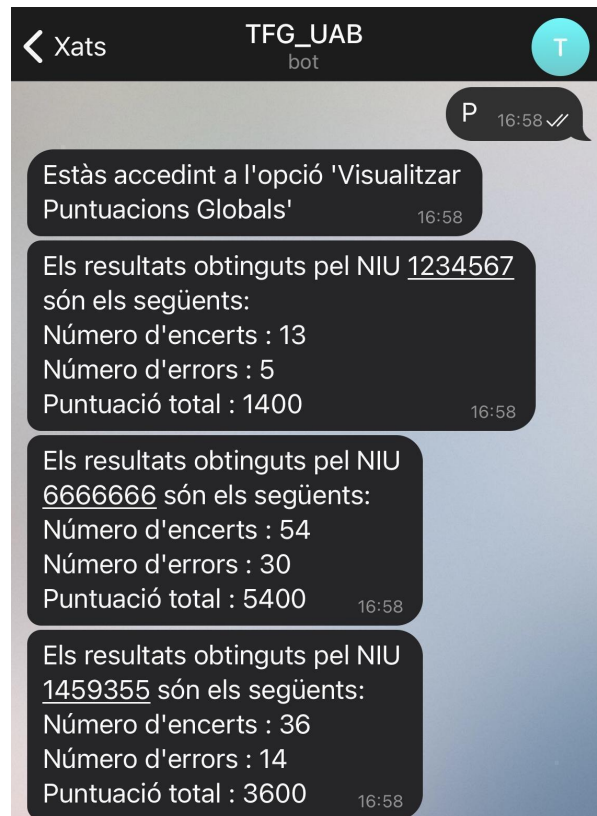 Xats
TFG_UAB
bot
T
P 16:58
Estàs accedint a l'opció 'Visualitzar
Puntuacions Globals' 16:58
Els resultats obtinguts pel NIU 1234567
són els següents:
Número d'encerts : 13
Número d'errors : 5
Puntuació total : 1400 16:58
Els resultats obtinguts pel NIU
6666666 són els següents:
Número d'encerts : 54
Número d'errors : 30
Puntuació total : 5400 16:58
Els resultats obtinguts pel NIU
1459355 són els següents:
Número d'encerts : 36
Número d'errors : 14
Puntuació total : 3600 16:58